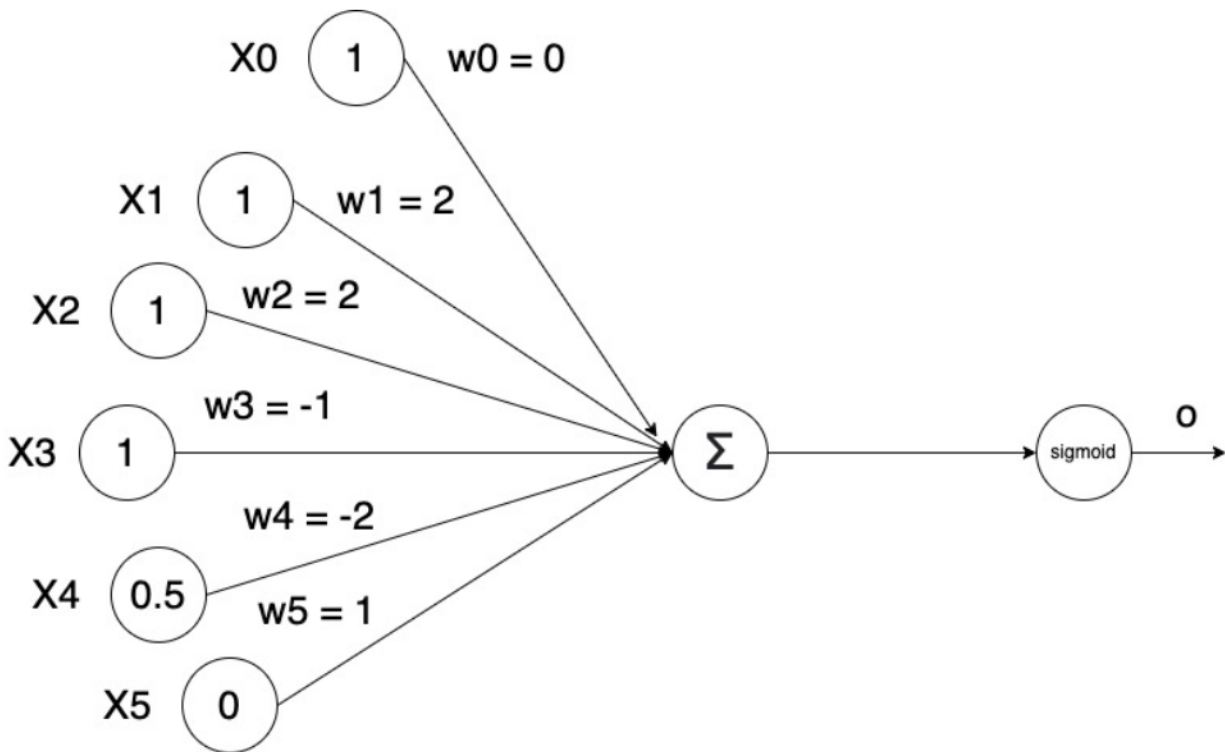 X0 1 w0 = 0
X1 1 w1 = 2
X2 1 w2 = 2
X3 1 w3 = -1
Σ sigmoid o
X4 0.5 w4 = -2
X5 0 w5 = 1